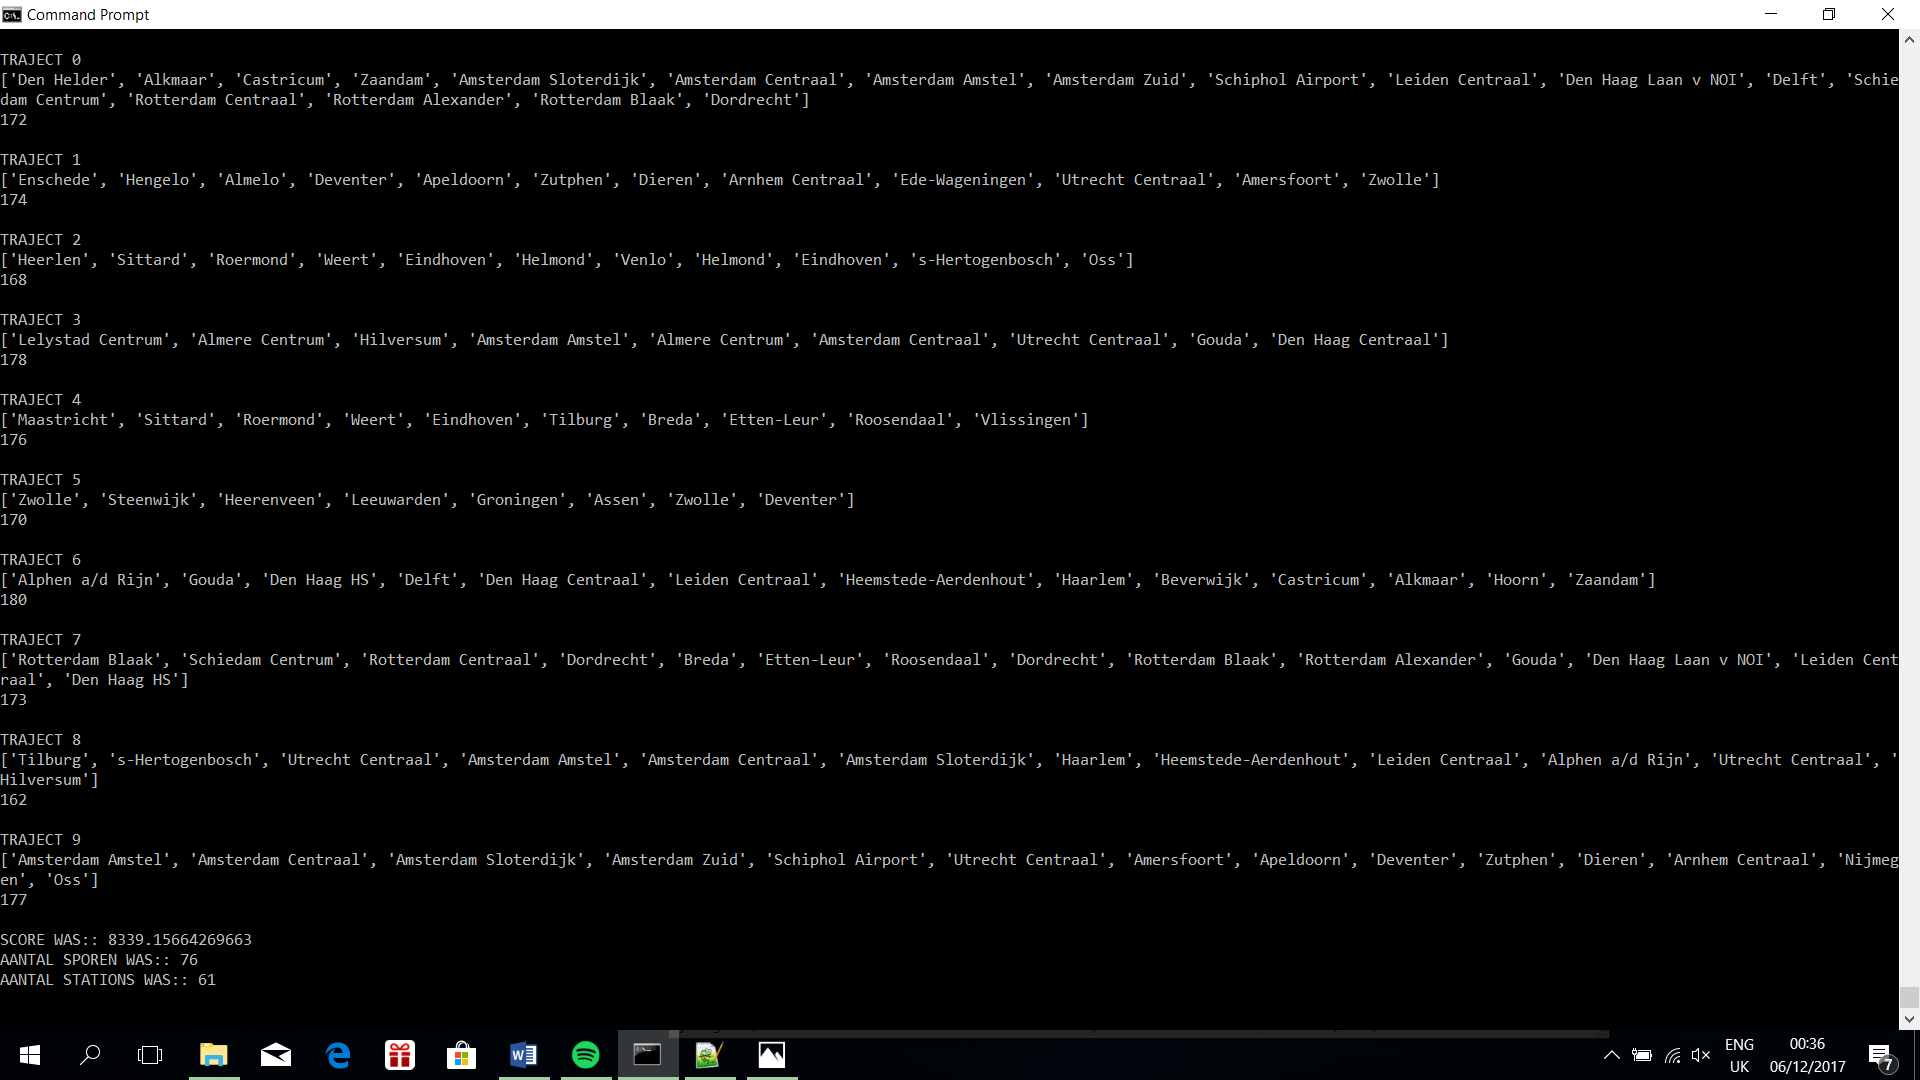 Command Prompt
TRAJECT 0
['Den Helder', 'Alkmaar', 'Castricum', 'Zaandam', 'Amsterdam Sloterdijk', 'Amsterdam Centraal', 'Amsterdam Amstel', 'Amsterdam Zuid', 'Schiphol Airport', 'Leiden Centraal', 'Den Haag Laan v NOI', 'Delft', 'Schie
dam Centrum', 'Rotterdam Centraal', 'Rotterdam Alexander', 'Rotterdam Blaak', 'Dordrecht']
172
TRAJECT 1
['Enschede', 'Hengelo', 'Almelo', 'Deventer', 'Apeldoorn', 'Zutphen', 'Dieren', 'Arnhem Centraal', 'Ede-Wageningen', 'Utrecht Centraal', 'Amersfoort', 'Zwolle']
174
TRAJECT 2
['Heerlen', 'Sittard', 'Roermond', 'Weert', 'Eindhoven', 'Helmond', 'Venlo', 'Helmond', 'Eindhoven', 's-Hertogenbosch', 'Oss']
168
TRAJECT 3
['Lelystad Centrum', 'Almere Centrum', 'Hilversum', 'Amsterdam Amstel', 'Almere Centrum', 'Amsterdam Centraal', 'Utrecht Centraal', 'Gouda', 'Den Haag Centraal']
178
TRAJECT 4
['Maastricht', 'Sittard', 'Roermond', 'Weert', 'Eindhoven', 'Tilburg', 'Breda', 'Etten-Leur', 'Roosendaal', 'Vlissingen']
176
TRAJECT 5
['Zwolle', 'Steenwijk', 'Heerenveen', 'Leeuwarden', 'Groningen', 'Assen', 'Zwolle', 'Deventer']
170
TRAJECT 6
['Alphen a/d Rijn', 'Gouda', 'Den Haag HS', 'Delft', 'Den Haag Centraal', 'Leiden Centraal', 'Heemstede-Aerdenhout', 'Haarlem', 'Beverwijk', 'Castricum', 'Alkmaar', 'Hoorn', 'Zaandam']
180
TRAJECT 7
['Rotterdam Blaak', 'Schiedam Centrum', 'Rotterdam Centraal', 'Dordrecht', 'Breda', 'Etten-Leur', 'Roosendaal', 'Dordrecht', 'Rotterdam Blaak', 'Rotterdam Alexander', 'Gouda', 'Den Haag Laan v NOI', 'Leiden Cent
raal', 'Den Haag HS']
173
TRAJECT 8
['Tilburg', 's-Hertogenbosch', 'Utrecht Centraal', 'Amsterdam Amstel', 'Amsterdam Centraal', 'Amsterdam Sloterdijk', 'Haarlem', 'Heemstede-Aerdenhout', 'Leiden Centraal', 'Alphen a/d Rijn', 'Utrecht Centraal', '
Hilversum']
162
TRAJECT 9
['Amsterdam Amstel', 'Amsterdam Centraal', 'Amsterdam Sloterdijk', 'Amsterdam Zuid', 'Schiphol Airport', 'Utrecht Centraal', 'Amersfoort', 'Apeldoorn', 'Deventer', 'Zutphen', 'Dieren', 'Arnhem Centraal', 'Nijmeg
en', 'Oss']
177
SCORE WAS:: 8339.15664269663
AANTAL SPOREN WAS:: 76
AANTAL STATIONS WAS:: 61
ENG 00:36
UK 06/12/2017
7